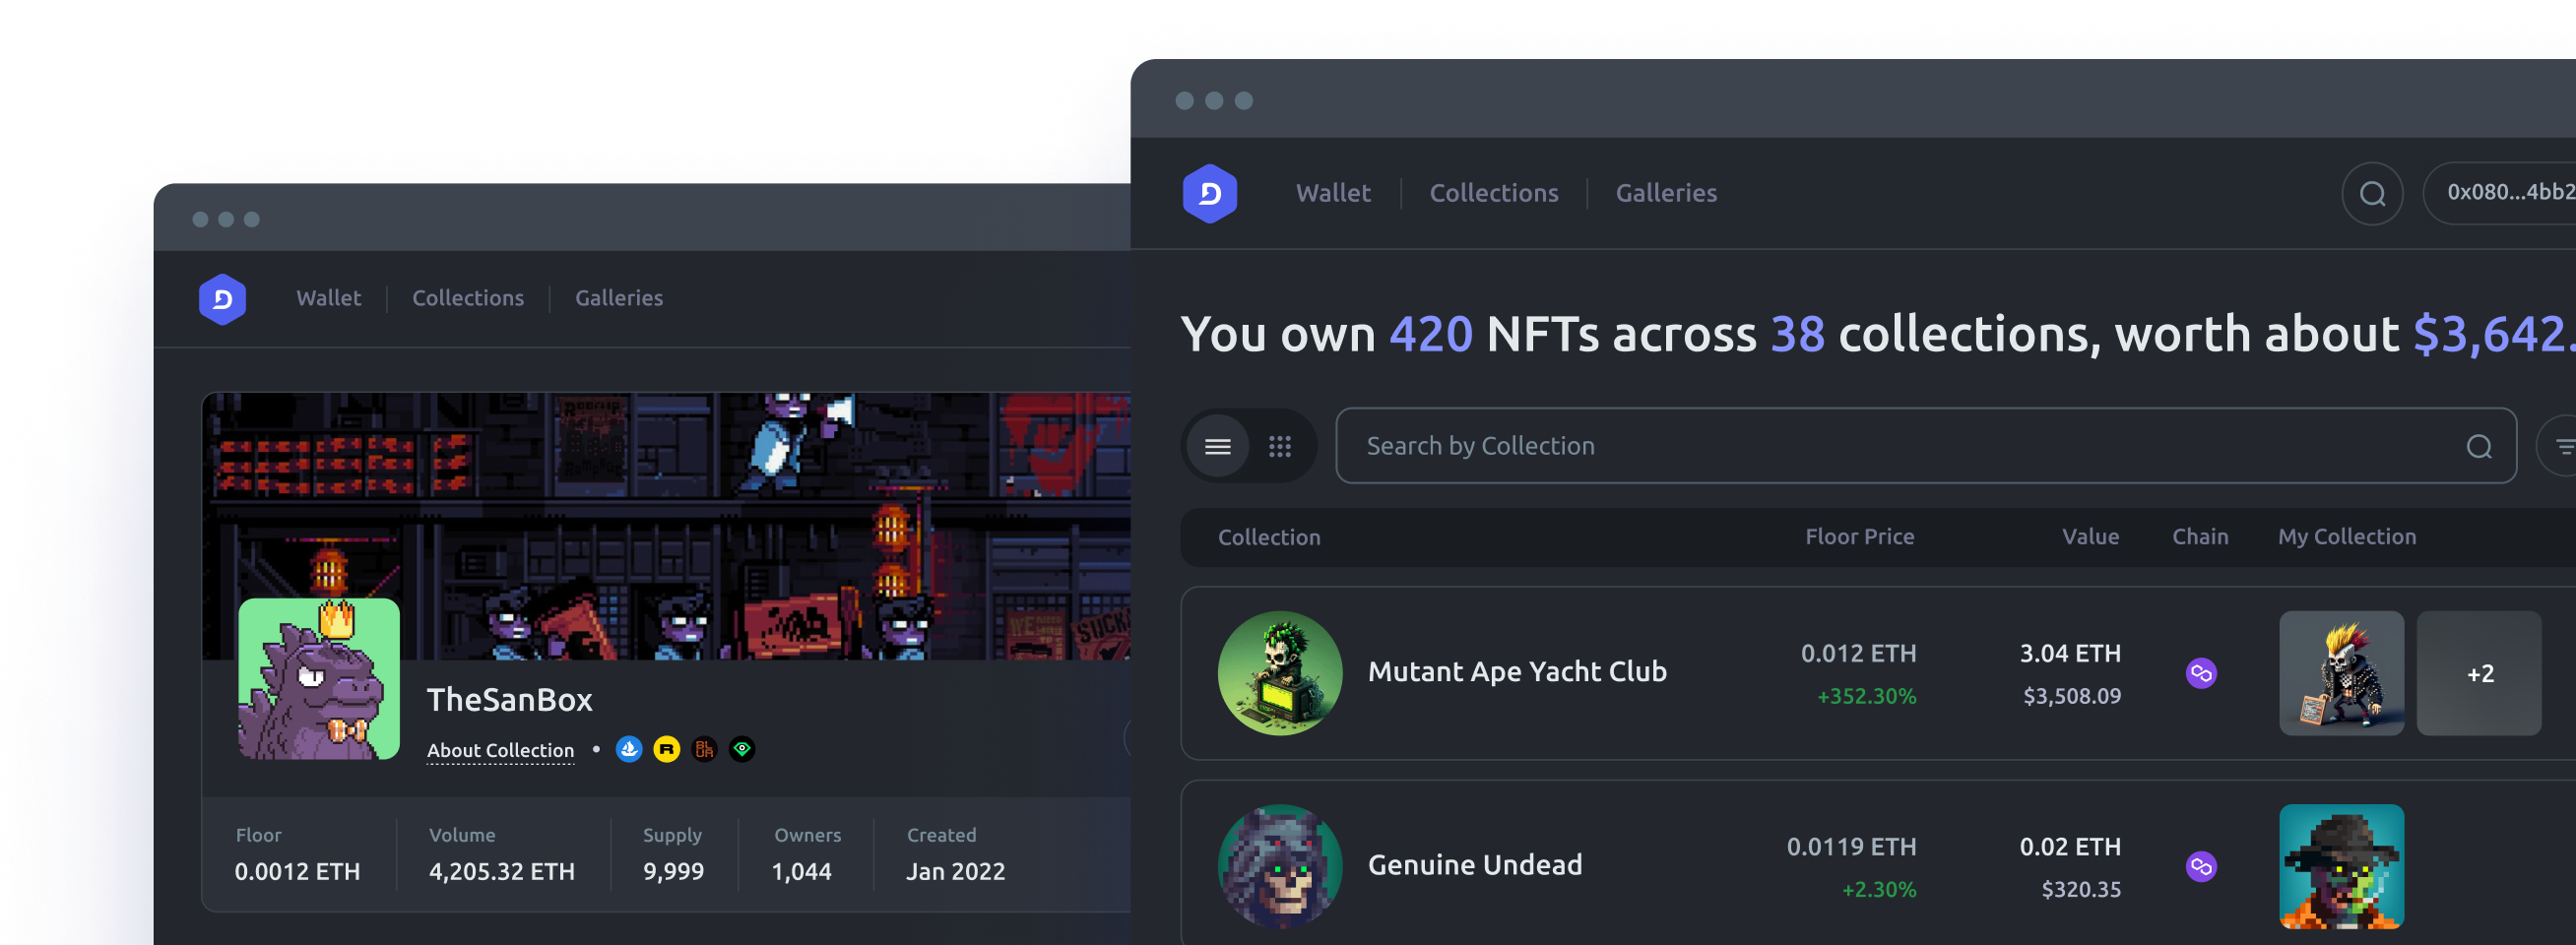 Wallet
Collections
Galleries
TheSanBox
About Collection
Floor
Volume
Supply
Owners
Created
0.0012 ETH
4,205.32 ETH
9,999
1,044
Jan 2022
Wallet
Collections
Galleries
0x080...4bb2
You own 420 NFTs across 38 collections, worth about $3,642.
Search by Collection
Collection
Floor Price
Value
Chain
My Collection
Mutant Ape Yacht Club
0.012 ETH
+352.30%
3.04 ETH
$3,508.09
+2
Genuine Undead
0.0119 ETH
+2.30%
0.02 ETH
$320.35